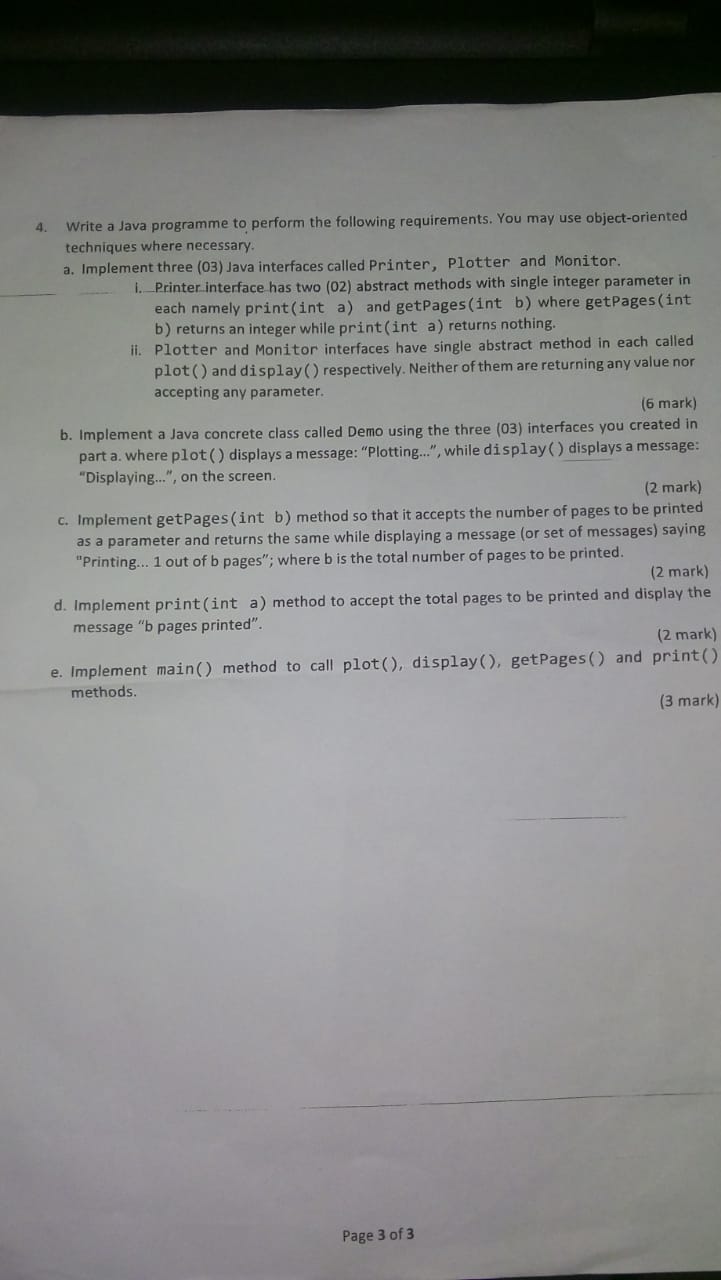 4. Write a Java programme to perform the following requirements. You may use object-oriented
techniques where necessary.
a. Implement three (03) Java interfaces called Printer, Plotter and Monitor.
i. Printer interface has two (02) abstract methods with single integer parameter in
each namely print(int a) and getPages(int b) where getPages(int
b) returns an integer while print(int a) returns nothing.
ii. Plotter and Monitor interfaces have single abstract method in each called
plot() and display() respectively. Neither of them are returning any value nor
accepting any parameter.
(6 mark)
b. Implement a Java concrete class called Demo using the three (03) interfaces you created in
part a. where plot() displays a message: “Plotting…”, while display() displays a message:
“Displaying…”, on the screen.
(2 mark)
c. Implement getPages(int b) method so that it accepts the number of pages to be printed
as a parameter and returns the same while displaying a message (or set of messages) saying
"Printing… 1 out of b pages”; where b is the total number of pages to be printed.
(2 mark)
d. Implement print(int a) method to accept the total pages to be printed and display the
message “b pages printed”.
(2 mark)
e. Implement main() method to call plot(), display(), getPages() and print()
methods.
(3 mark)
Page 3 of 3